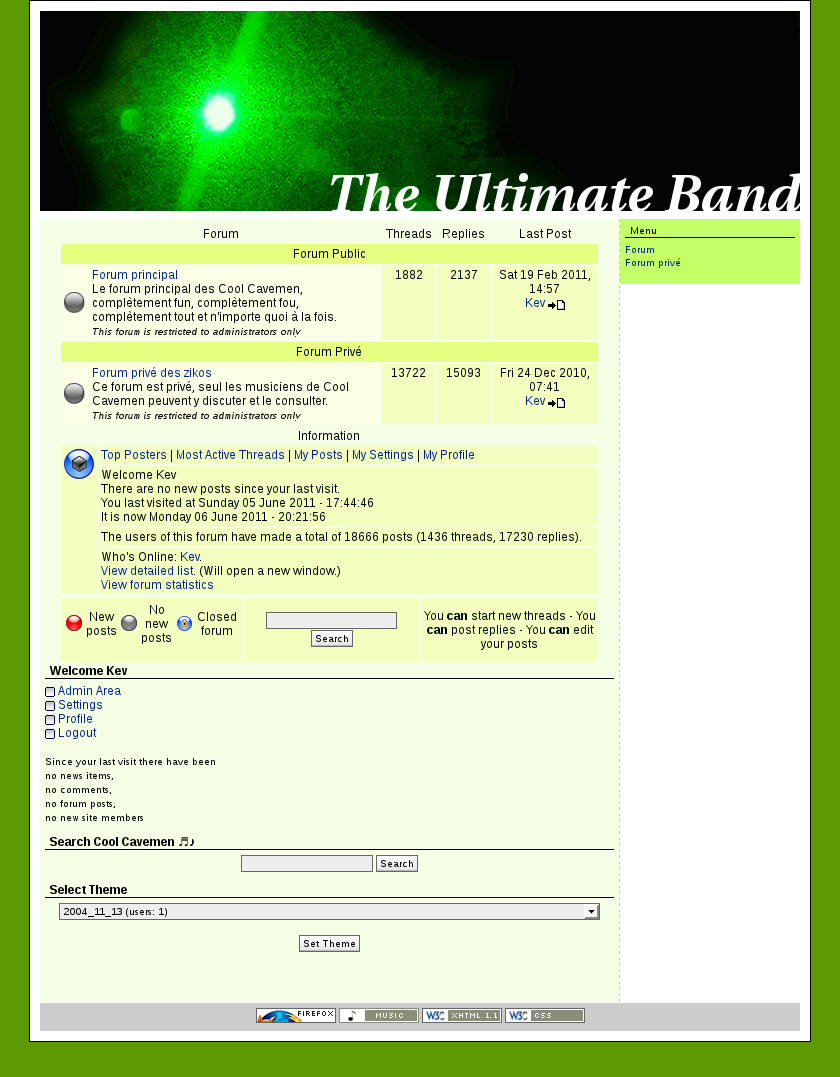 The Ultimate Band
Forum Threads Replies Last Post
Forum Public
Forum principal
Le forum principal des Cool Cavemen,
complètement fun, complètement fou,
complètement tout et n'importe quoi à la fois.
This forum is restricted to administrators only
1882
2137
Sat 19 Feb 2011,
14:57
Kev
Forum Privé
Forum privé des zikos
Ce forum est privé, seul les musiciens de Cool
Cavemen peuvent y discuter et le consulter.
This forum is restricted to administrators only
13722
15093
Fri 24 Dec 2010,
07:41
Kev
Information
Top Posters | Most Active Threads | My Posts | My Settings | My Profile
Welcome Kev
There are no new posts since your last visit.
You last visited at Sunday 05 June 2011 - 17:44:46
It is now Monday 06 June 2011 - 20:21:56
The users of this forum have made a total of 18666 posts (1436 threads, 17230 replies).
Who's Online: Kev.
View detailed list. (Will open a new window.)
View forum statistics
New
posts
No
new
posts
Closed
forum
Search
You can start new threads - You
can post replies - You can edit
your posts
Welcome Kev
Admin Area
Settings
Profile
Logout
Since your last visit there have been
no news items,
no comments,
no forum posts,
no new site members
Search Cool Cavemen ♬♪
Search
Select Theme
2004_11_13 (users: 1)
Set Theme
Menu
Forum
Forum privé
FIREFOX
MUSIC
W3C XHTML 1.1
W3C CSS